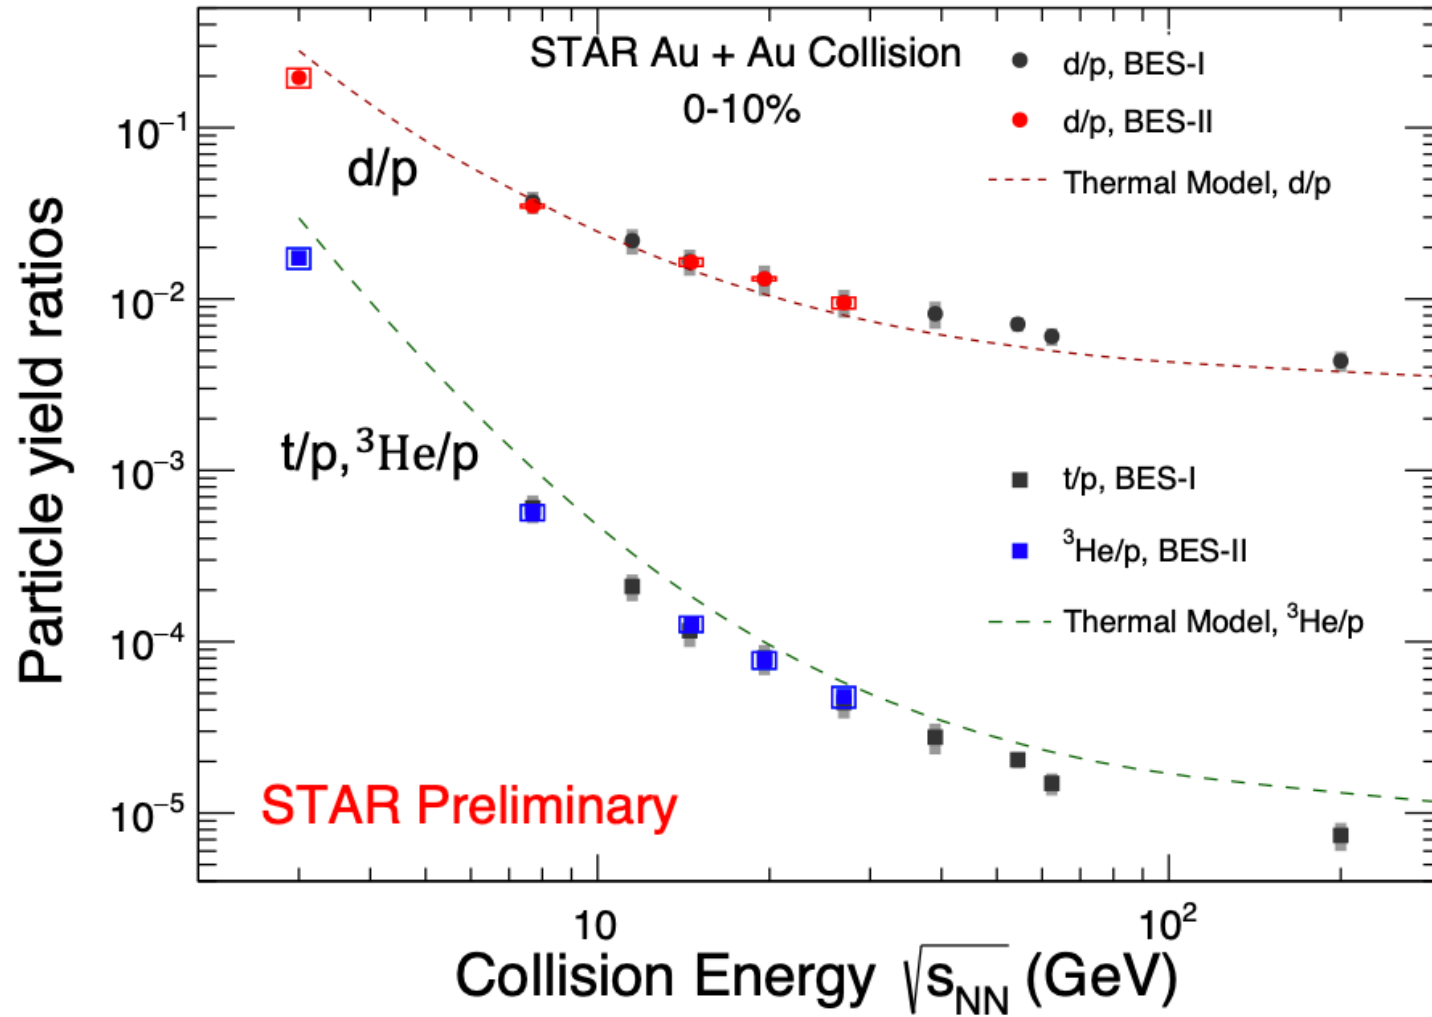 STAR Au + Au Collision
0-10%
d/p, BES-I
d/p, BES-II
Thermal Model, d/p
d/p
t/p, ³He/p
t/p, BES-I
³He/p, BES-II
Thermal Model, ³He/p
STAR Preliminary
Particle yield ratios
10⁻¹
10⁻²
10⁻³
10⁻⁴
10⁻⁵
10
10²
Collision Energy √s_NN (GeV)